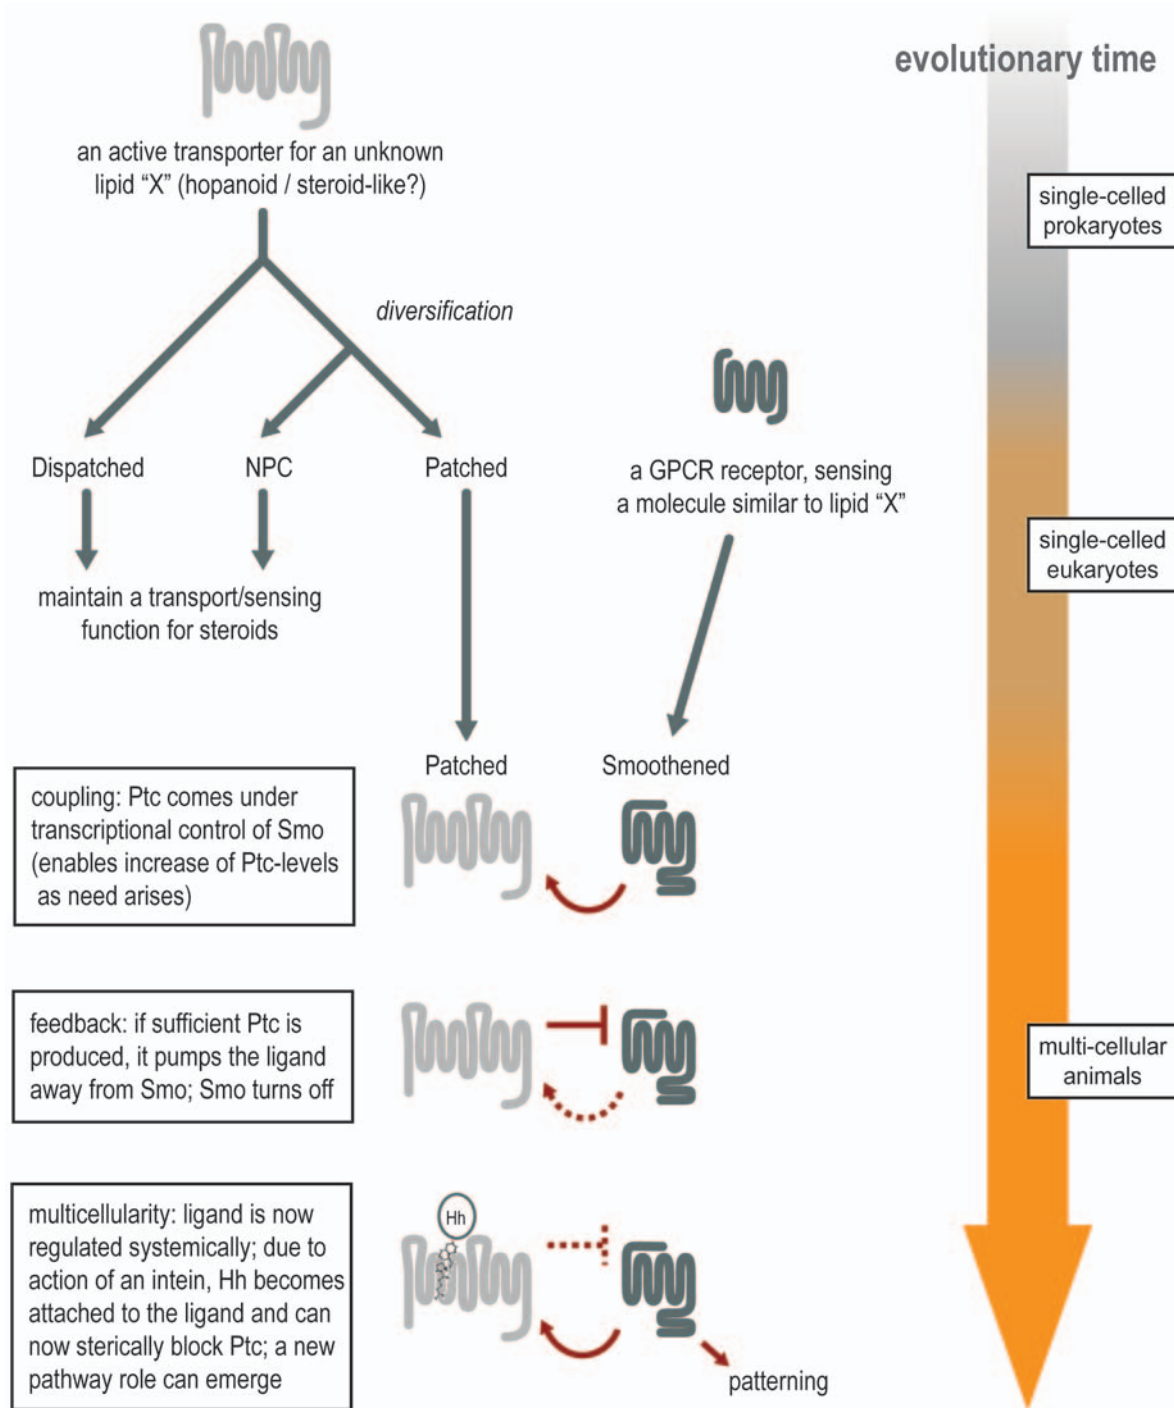 evolutionary time
an active transporter for an unknown
lipid “X” (hopanoid / steroid-like?)
single-celled
prokaryotes
diversification
Dispatched
NPC
Patched
a GPCR receptor, sensing
a molecule similar to lipid “X”
single-celled
eukaryotes
maintain a transport/sensing
function for steroids
Patched
Smoothened
coupling: Ptc comes under
transcriptional control of Smo
(enables increase of Ptc-levels
as need arises)
feedback: if sufficient Ptc is
produced, it pumps the ligand
away from Smo; Smo turns off
multi-cellular
animals
multicellularity: ligand is now
regulated systemically; due to
action of an intein, Hh becomes
attached to the ligand and can
now sterically block Ptc; a new
pathway role can emerge
Hh
patterning